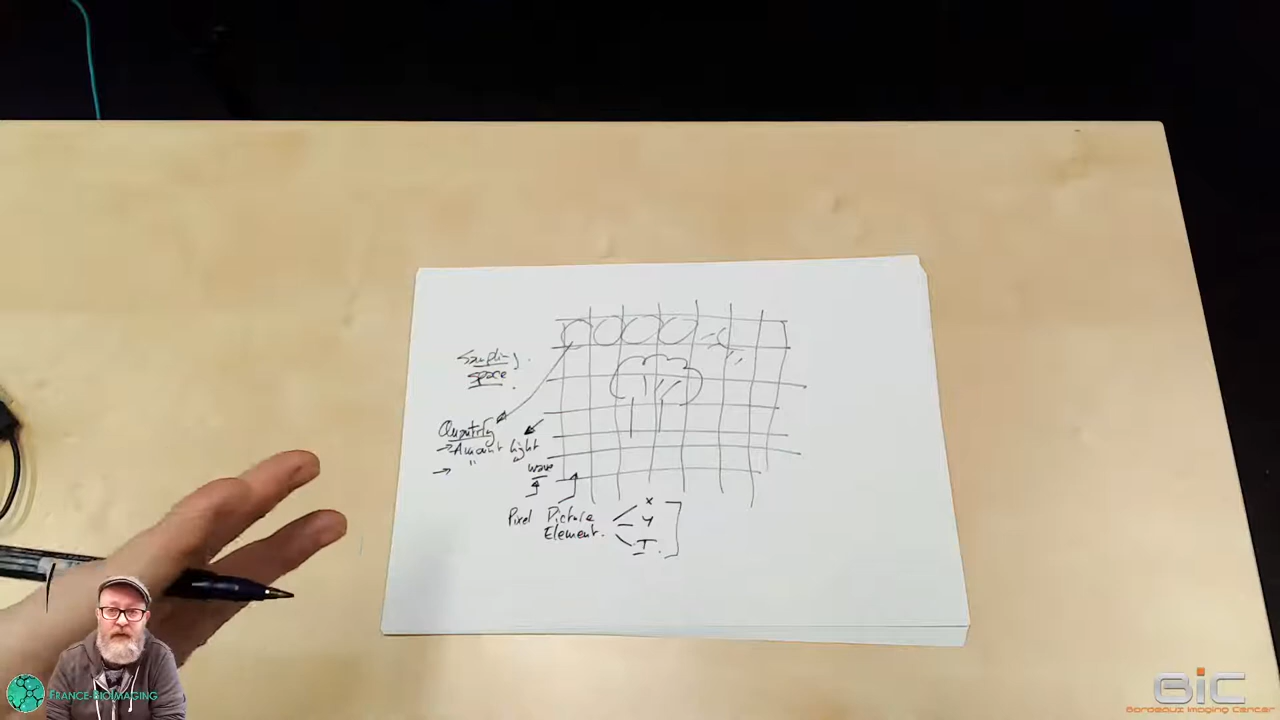 Sampling
space
Quantity
→ Amount light
→ " " wave
Pixel Picture
Element.
X
Y
I
FRANCE-BIOIMAGING
BIC
Bordeaux Imaging Center